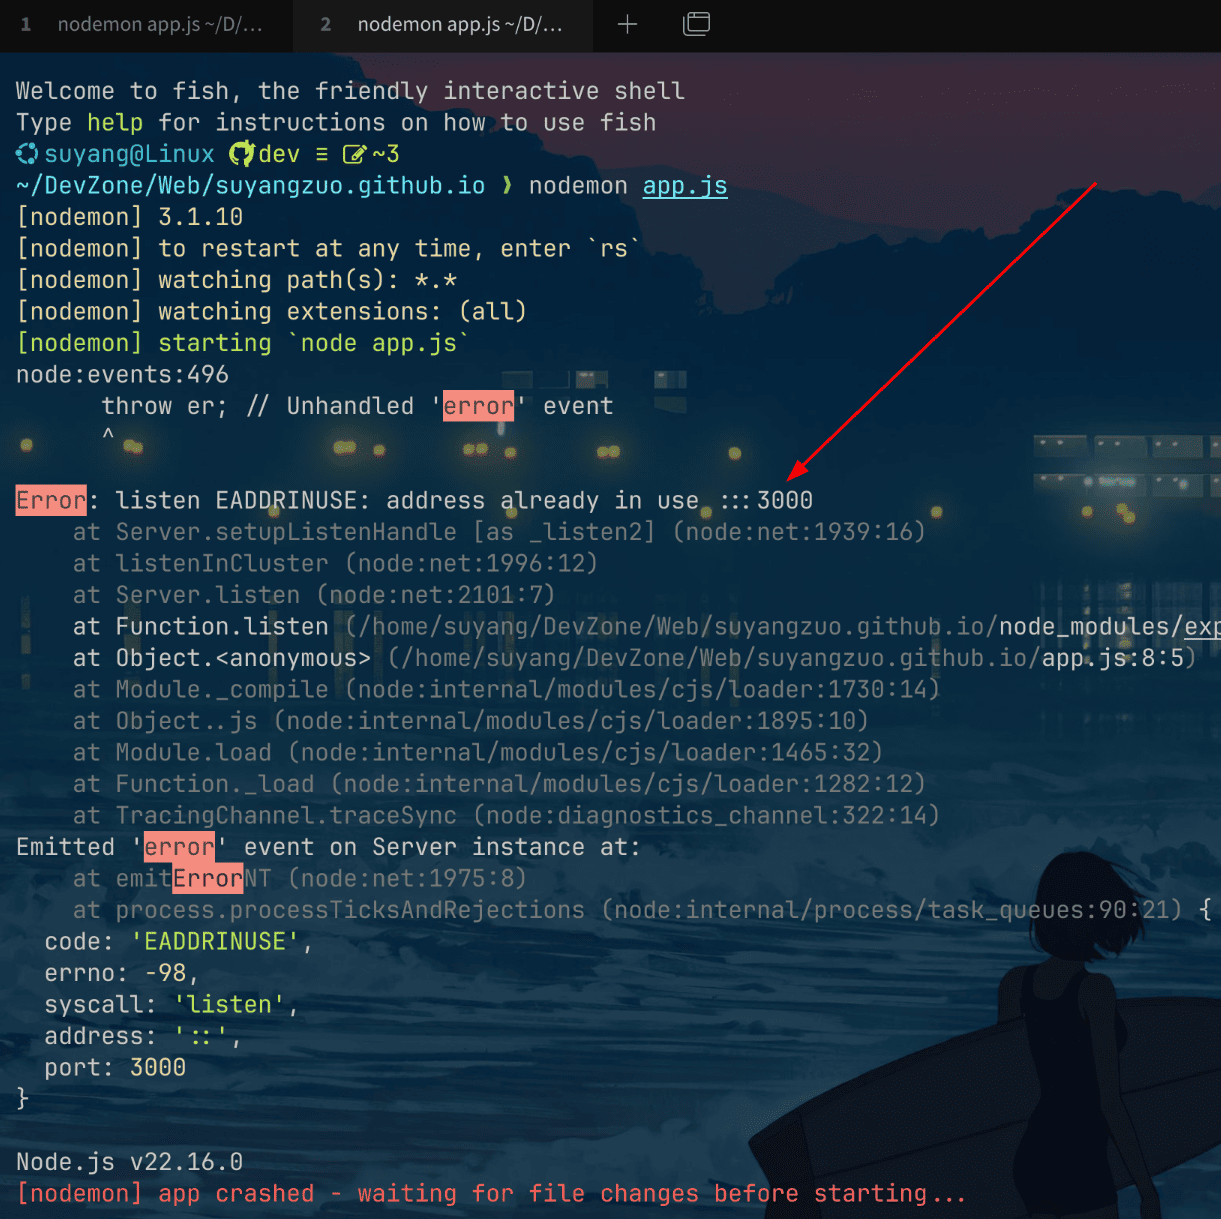 1 nodemon app.js ~/D/... 2 nodemon app.js ~/D/...
Welcome to fish, the friendly interactive shell
Type help for instructions on how to use fish
suyang@Linux dev ≡ ~3
~/DevZone/Web/suyangzuo.github.io ❯ nodemon app.js
[nodemon] 3.1.10
[nodemon] to restart at any time, enter `rs`
[nodemon] watching path(s): *.*
[nodemon] watching extensions: (all)
[nodemon] starting `node app.js`
node:events:496
throw er; // Unhandled 'error' event
^
Error: listen EADDRINUSE: address already in use :::3000
at Server.setupListenHandle [as _listen2] (node:net:1939:16)
at listenInCluster (node:net:1996:12)
at Server.listen (node:net:2101:7)
at Function.listen (/home/suyang/DevZone/Web/suyangzuo.github.io/node_modules/exp
at Object.<anonymous> (/home/suyang/DevZone/Web/suyangzuo.github.io/app.js:8:5)
at Module._compile (node:internal/modules/cjs/loader:1730:14)
at Object..js (node:internal/modules/cjs/loader:1895:10)
at Module.load (node:internal/modules/cjs/loader:1465:32)
at Function._load (node:internal/modules/cjs/loader:1282:12)
at TracingChannel.traceSync (node:diagnostics_channel:322:14)
Emitted 'error' event on Server instance at:
at emitErrorNT (node:net:1975:8)
at process.processTicksAndRejections (node:internal/process/task_queues:90:21) {
code: 'EADDRINUSE',
errno: -98,
syscall: 'listen',
address: '::',
port: 3000
}
Node.js v22.16.0
[nodemon] app crashed - waiting for file changes before starting...